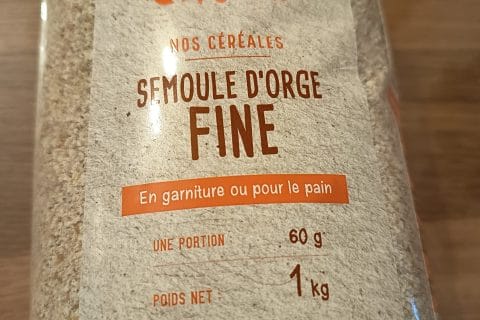 NOS CÉRÉALES
SEMOULE D'ORGE
FINE
En garniture ou pour le pain
UNE PORTION 60 g
POIDS NET : 1 kg